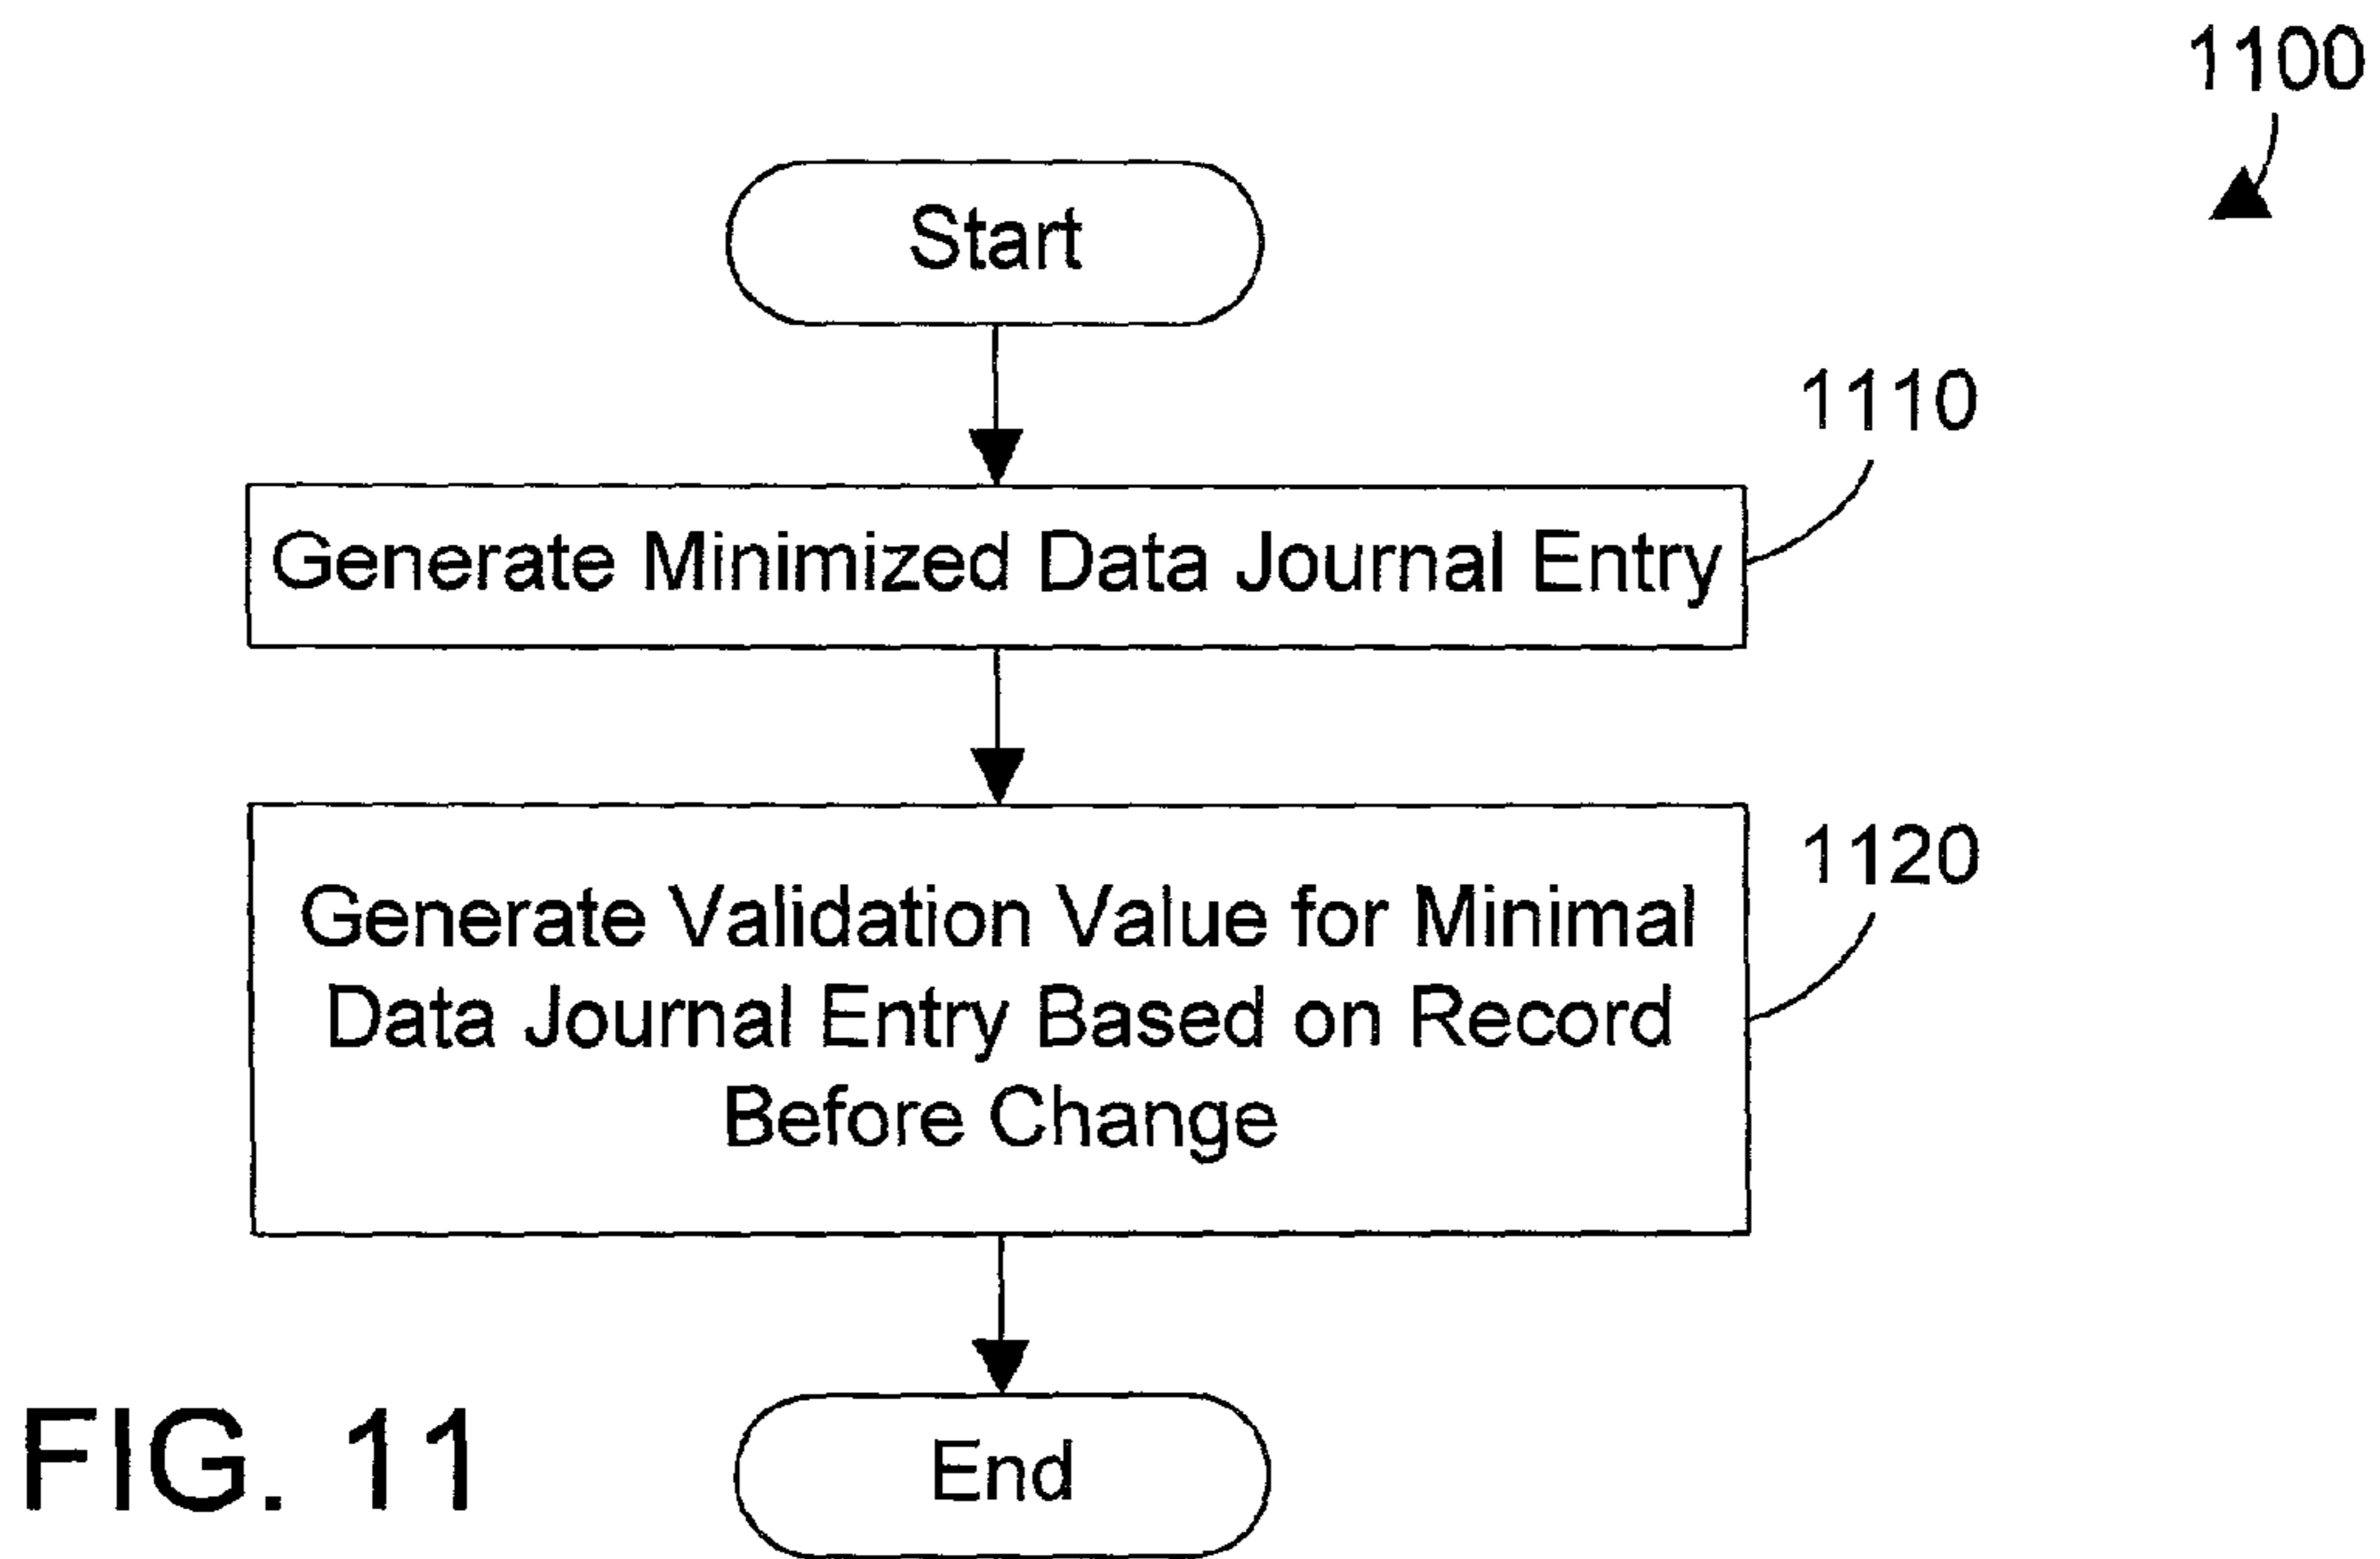 1100
Start
1110
Generate Minimized Data Journal Entry
1120
Generate Validation Value for Minimal
Data Journal Entry Based on Record
Before Change
End
FIG. 11